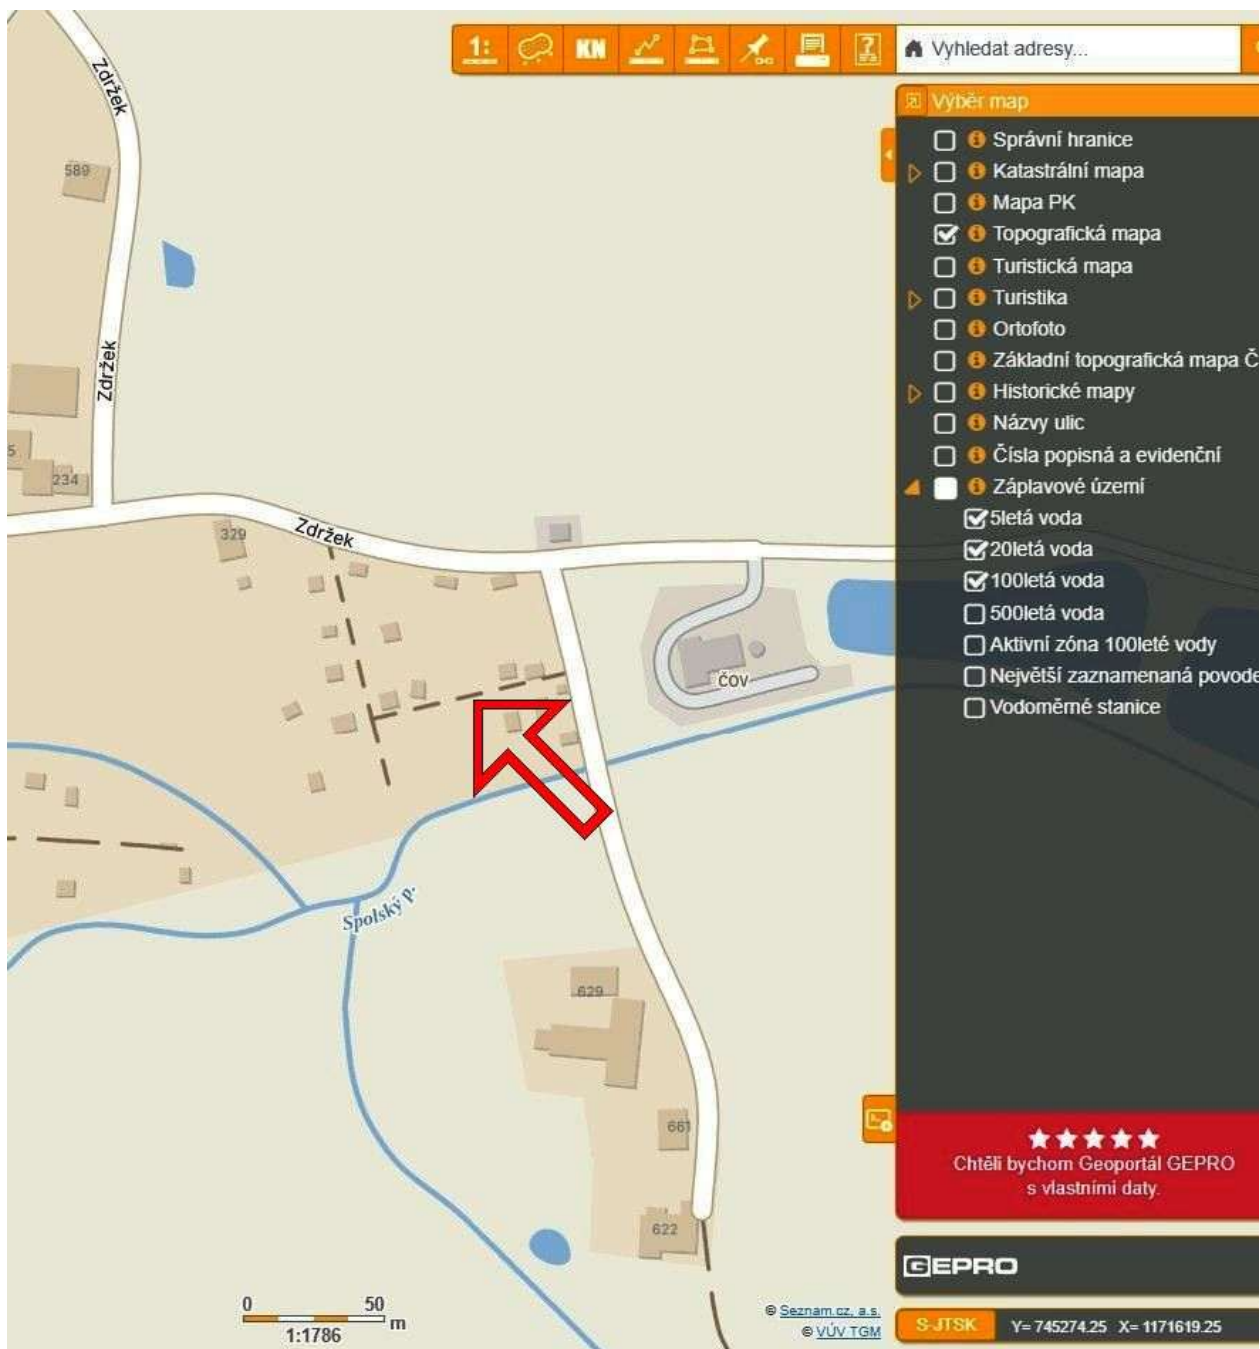 1:
KN
?
Vyhledat adresy...
Výběr map
Správní hranice
Katastrální mapa
Mapa PK
Topografická mapa
Turistická mapa
Turistika
Ortofoto
Základní topografická mapa Č
Historické mapy
Názvy ulic
Čísla popisná a evidenční
Záplavové území
5letá voda
20letá voda
100letá voda
500letá voda
Aktivní zóna 100leté vody
Největší zaznamenaná povode
Vodoměrné stanice
Zdržek
589
Zdržek
5
234
329
Zdržek
ČOV
Spolský p.
629
661
622
Chtěli bychom Geoportál GEPRO
s vlastními daty.
GEPRO
0 50
m
1:1786
© Seznam.cz, a.s.
© VÚV TGM
S-JTSK Y= 745274.25 X= 1171619.25